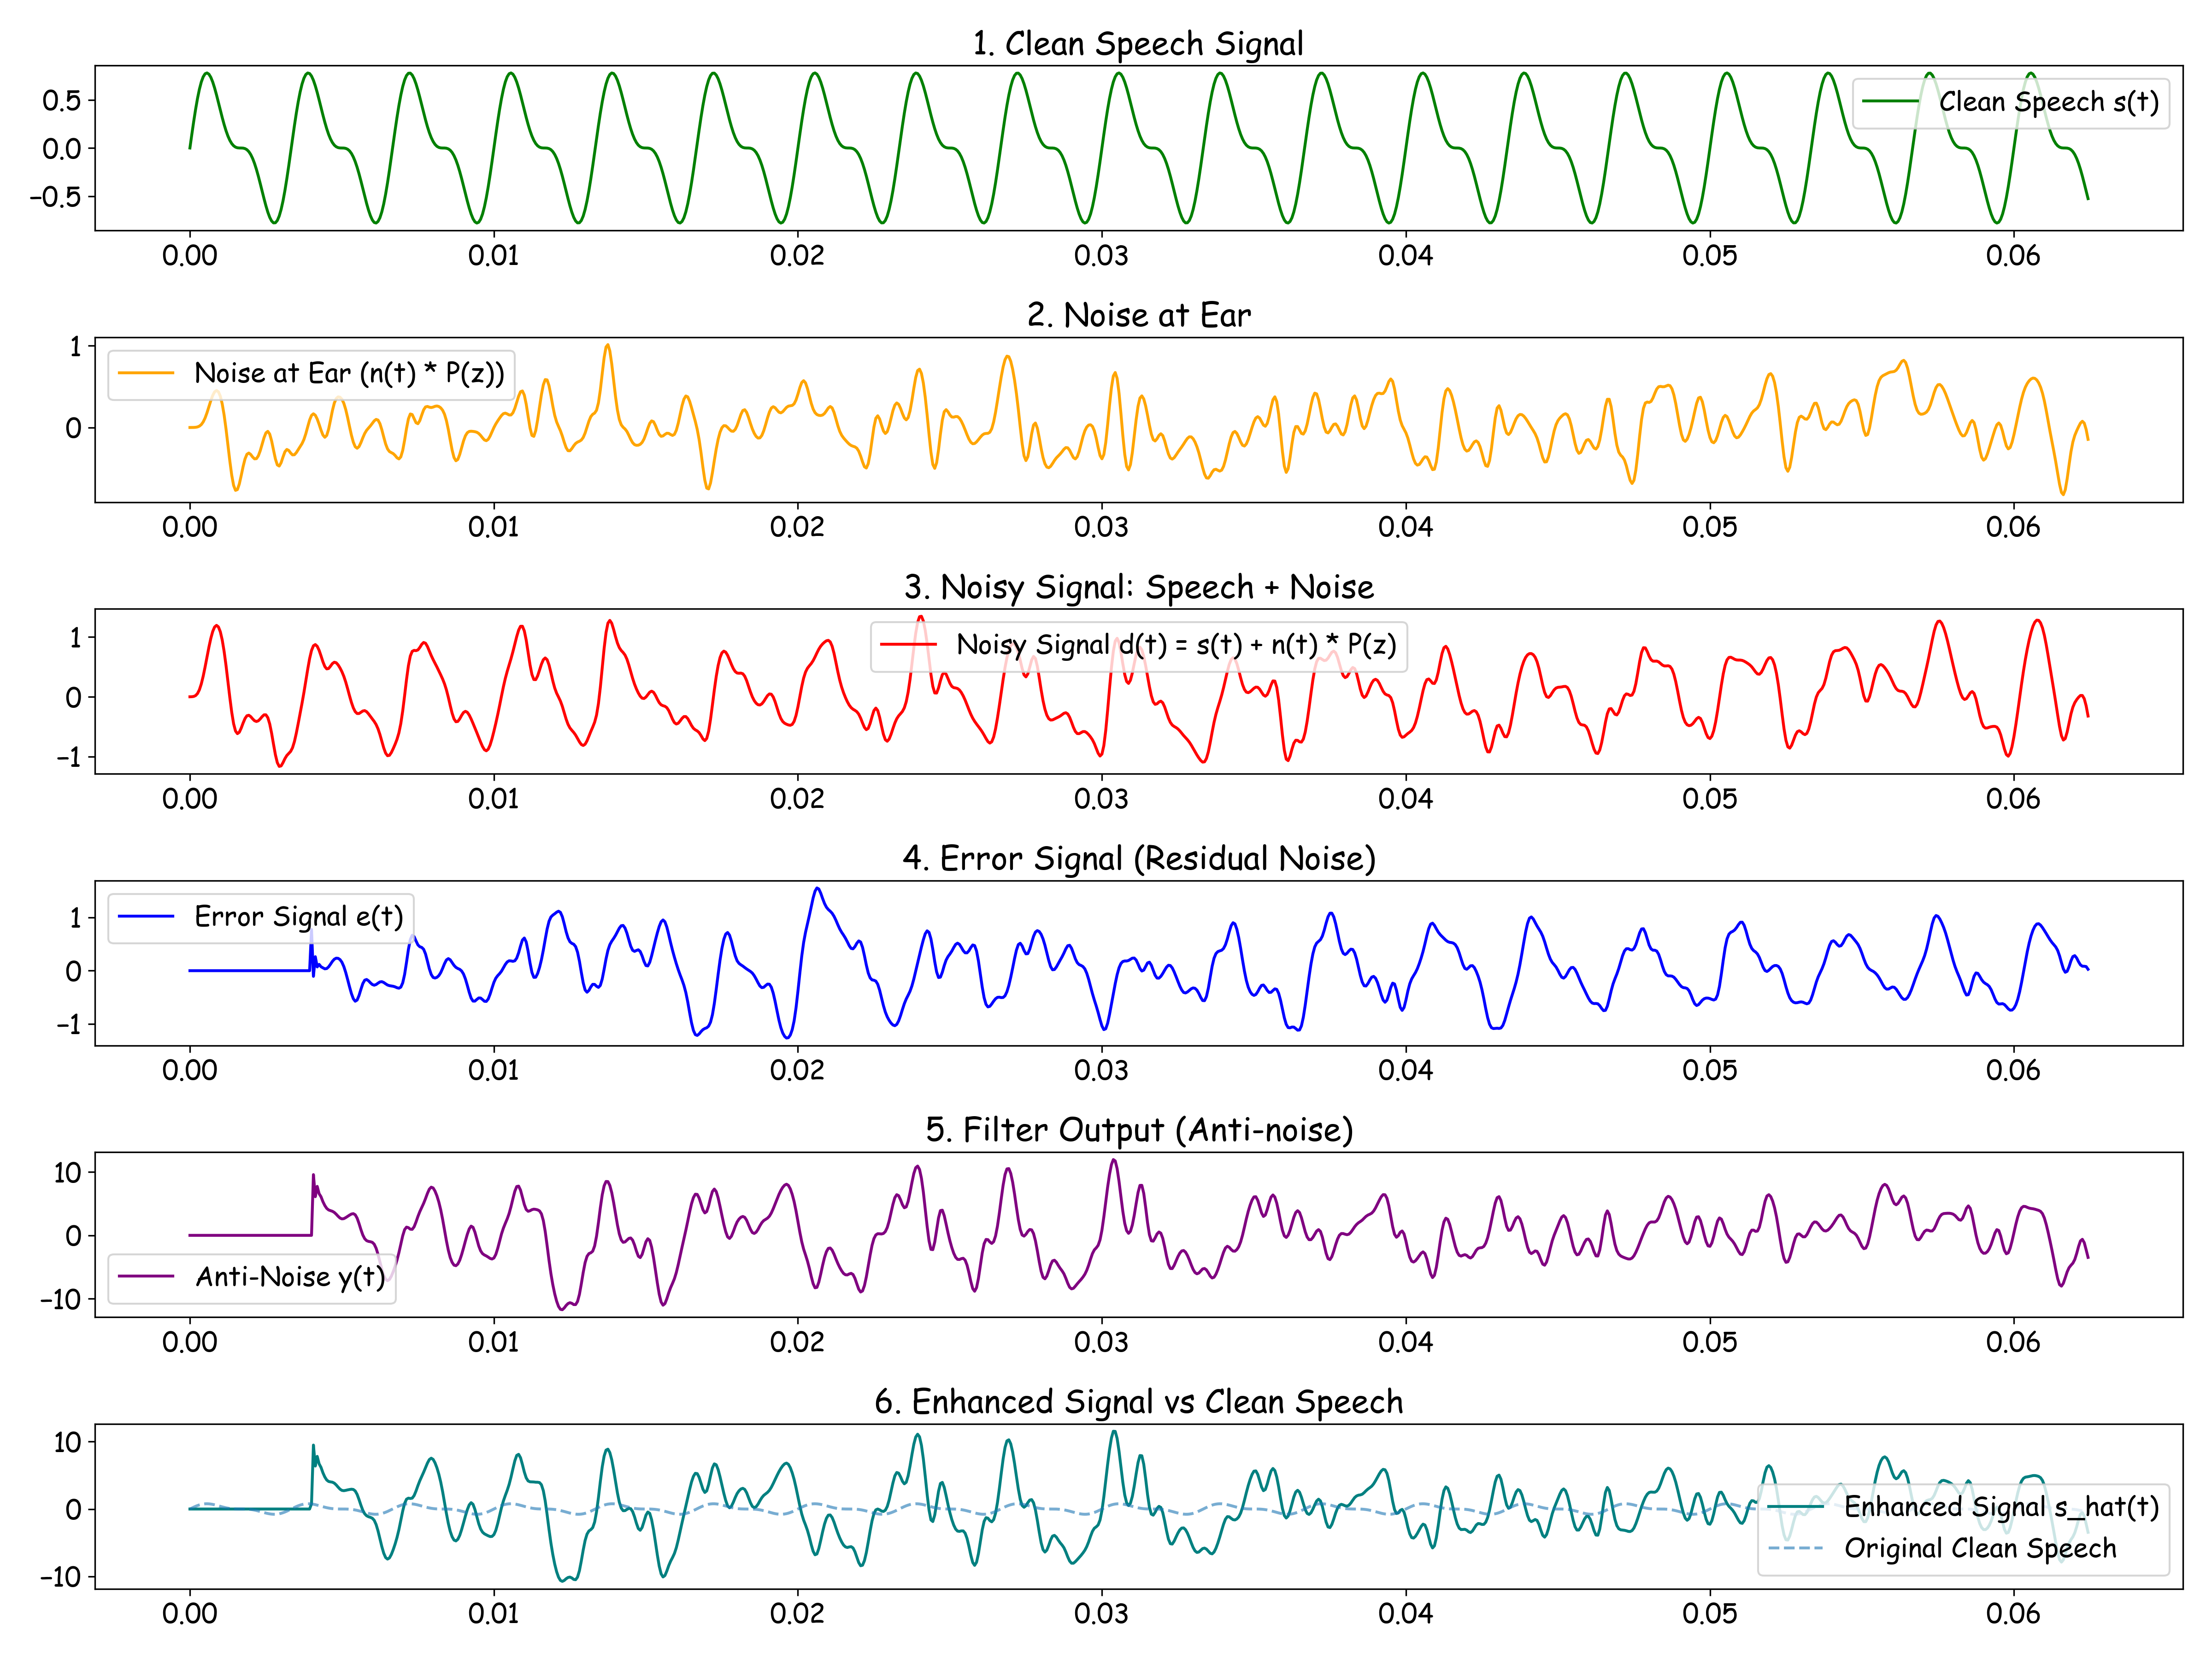 1. Clean Speech Signal
0.5
0.0
−0.5
Clean Speech s(t)
0.00 0.01 0.02 0.03 0.04 0.05 0.06
2. Noise at Ear
1
0
Noise at Ear (n(t) * P(z))
0.00 0.01 0.02 0.03 0.04 0.05 0.06
3. Noisy Signal: Speech + Noise
1
0
−1
Noisy Signal d(t) = s(t) + n(t) * P(z)
0.00 0.01 0.02 0.03 0.04 0.05 0.06
4. Error Signal (Residual Noise)
1
0
−1
Error Signal e(t)
0.00 0.01 0.02 0.03 0.04 0.05 0.06
5. Filter Output (Anti-noise)
10
0
−10
Anti-Noise y(t)
0.00 0.01 0.02 0.03 0.04 0.05 0.06
6. Enhanced Signal vs Clean Speech
10
0
−10
Enhanced Signal s_hat(t)
Original Clean Speech
0.00 0.01 0.02 0.03 0.04 0.05 0.06